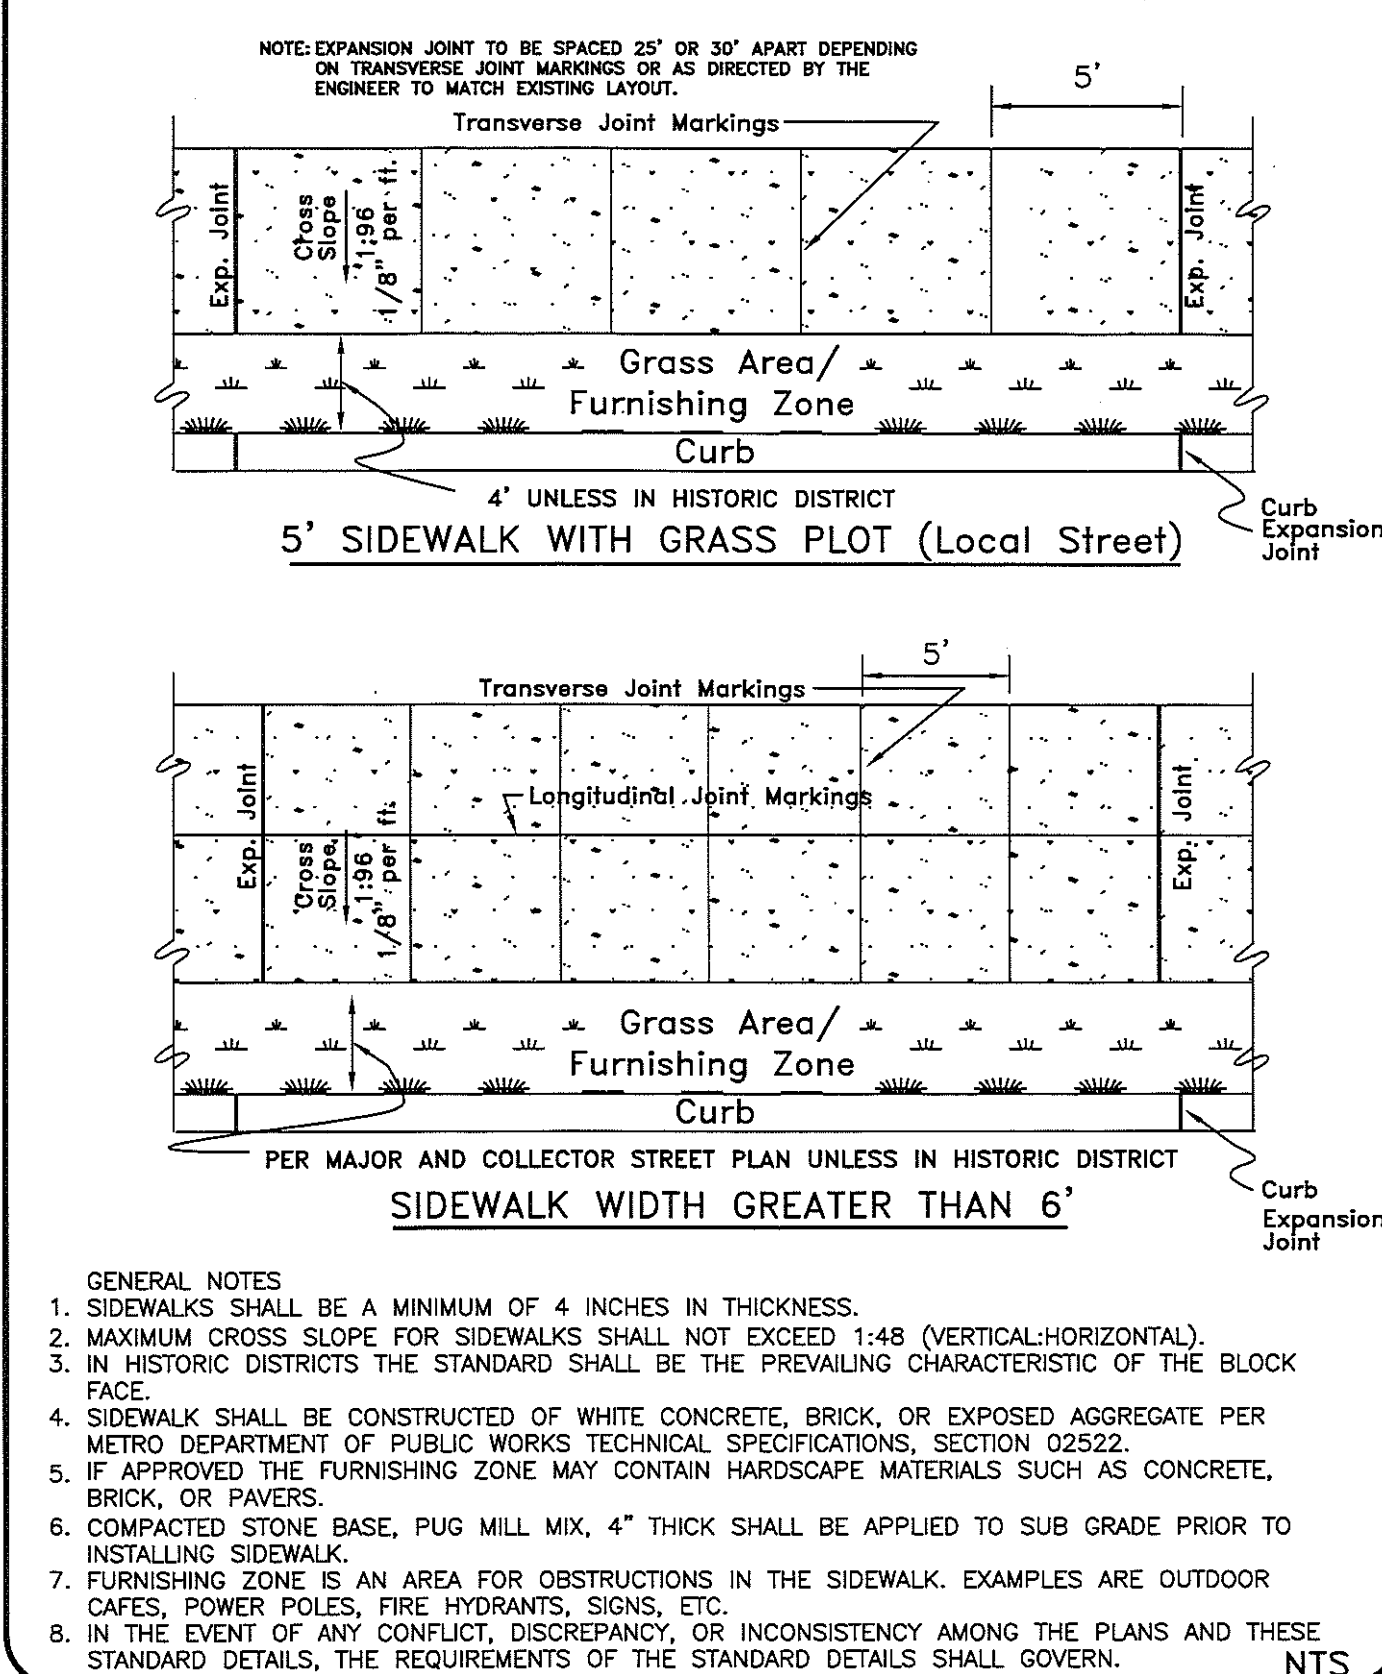 NOTE: EXPANSION JOINT TO BE SPACED 25' OR 30' APART DEPENDING
ON TRANSVERSE JOINT MARKINGS OR AS DIRECTED BY THE
ENGINEER TO MATCH EXISTING LAYOUT.
5'
Transverse Joint Markings
Exp. Joint
Cross
Slope
1:96
1/8" per ft.
Exp. Joint
Grass Area/
Furnishing Zone
Curb
4' UNLESS IN HISTORIC DISTRICT
Curb
Expansion
Joint
5' SIDEWALK WITH GRASS PLOT (Local Street)
5'
Transverse Joint Markings
Longitudinal Joint Markings
Exp. Joint
Cross
Slope
1:96
1/8" per ft.
Exp. Joint
Grass Area/
Furnishing Zone
Curb
PER MAJOR AND COLLECTOR STREET PLAN UNLESS IN HISTORIC DISTRICT
Curb
Expansion
Joint
SIDEWALK WIDTH GREATER THAN 6'
GENERAL NOTES
1. SIDEWALKS SHALL BE A MINIMUM OF 4 INCHES IN THICKNESS.
2. MAXIMUM CROSS SLOPE FOR SIDEWALKS SHALL NOT EXCEED 1:48 (VERTICAL:HORIZONTAL).
3. IN HISTORIC DISTRICTS THE STANDARD SHALL BE THE PREVAILING CHARACTERISTIC OF THE BLOCK
FACE.
4. SIDEWALK SHALL BE CONSTRUCTED OF WHITE CONCRETE, BRICK, OR EXPOSED AGGREGATE PER
METRO DEPARTMENT OF PUBLIC WORKS TECHNICAL SPECIFICATIONS, SECTION 02522.
5. IF APPROVED THE FURNISHING ZONE MAY CONTAIN HARDSCAPE MATERIALS SUCH AS CONCRETE,
BRICK, OR PAVERS.
6. COMPACTED STONE BASE, PUG MILL MIX, 4" THICK SHALL BE APPLIED TO SUB GRADE PRIOR TO
INSTALLING SIDEWALK.
7. FURNISHING ZONE IS AN AREA FOR OBSTRUCTIONS IN THE SIDEWALK. EXAMPLES ARE OUTDOOR
CAFES, POWER POLES, FIRE HYDRANTS, SIGNS, ETC.
8. IN THE EVENT OF ANY CONFLICT, DISCREPANCY, OR INCONSISTENCY AMONG THE PLANS AND THESE
STANDARD DETAILS, THE REQUIREMENTS OF THE STANDARD DETAILS SHALL GOVERN.
NTS